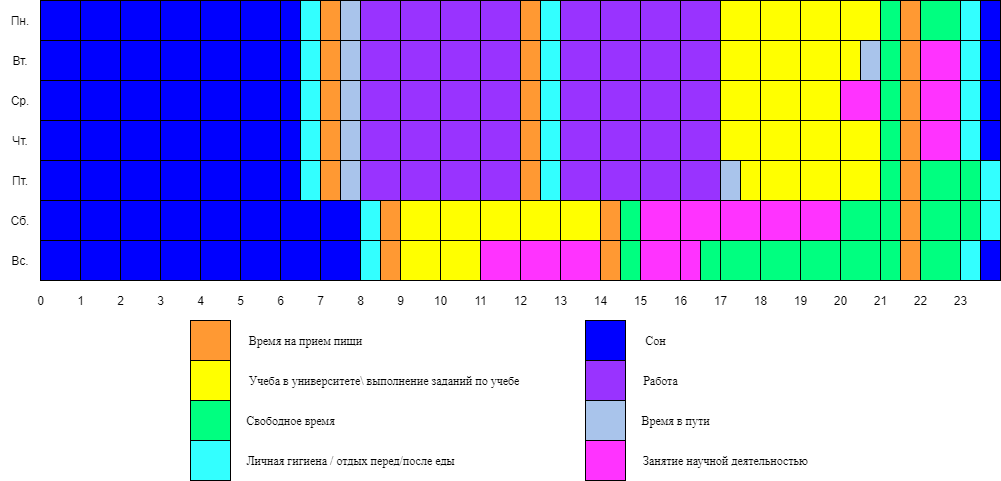 Пн.
Вт.
Ср.
Чт.
Пт.
Сб.
Вс.
0 1 2 3 4 5 6 7 8 9 10 11 12 13 14 15 16 17 18 19 20 21 22 23
Время на прием пищи Сон
Учеба в университете\ выполнение заданий по учебе Работа
Свободное время Время в пути
Личная гигиена / отдых перед/после еды Занятие научной деятельностью